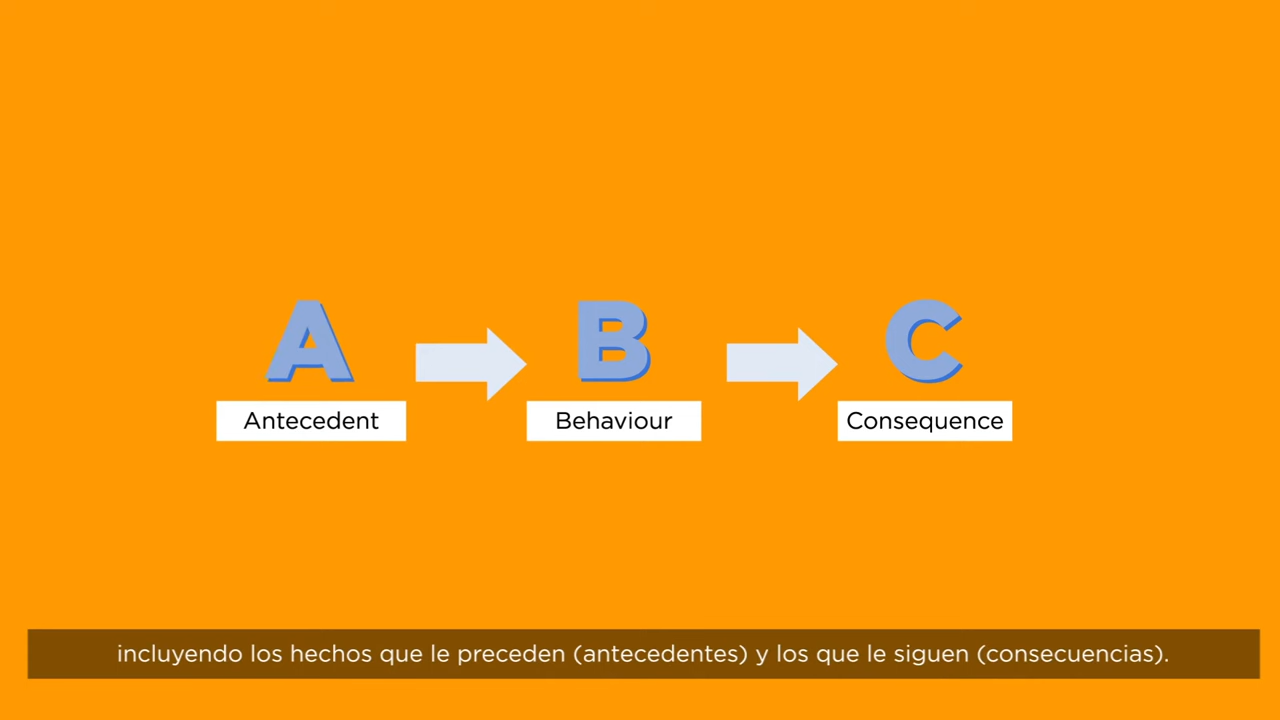 A B C
Antecedent Behaviour Consequence
incluyendo los hechos que le preceden (antecedentes) y los que le siguen (consecuencias).